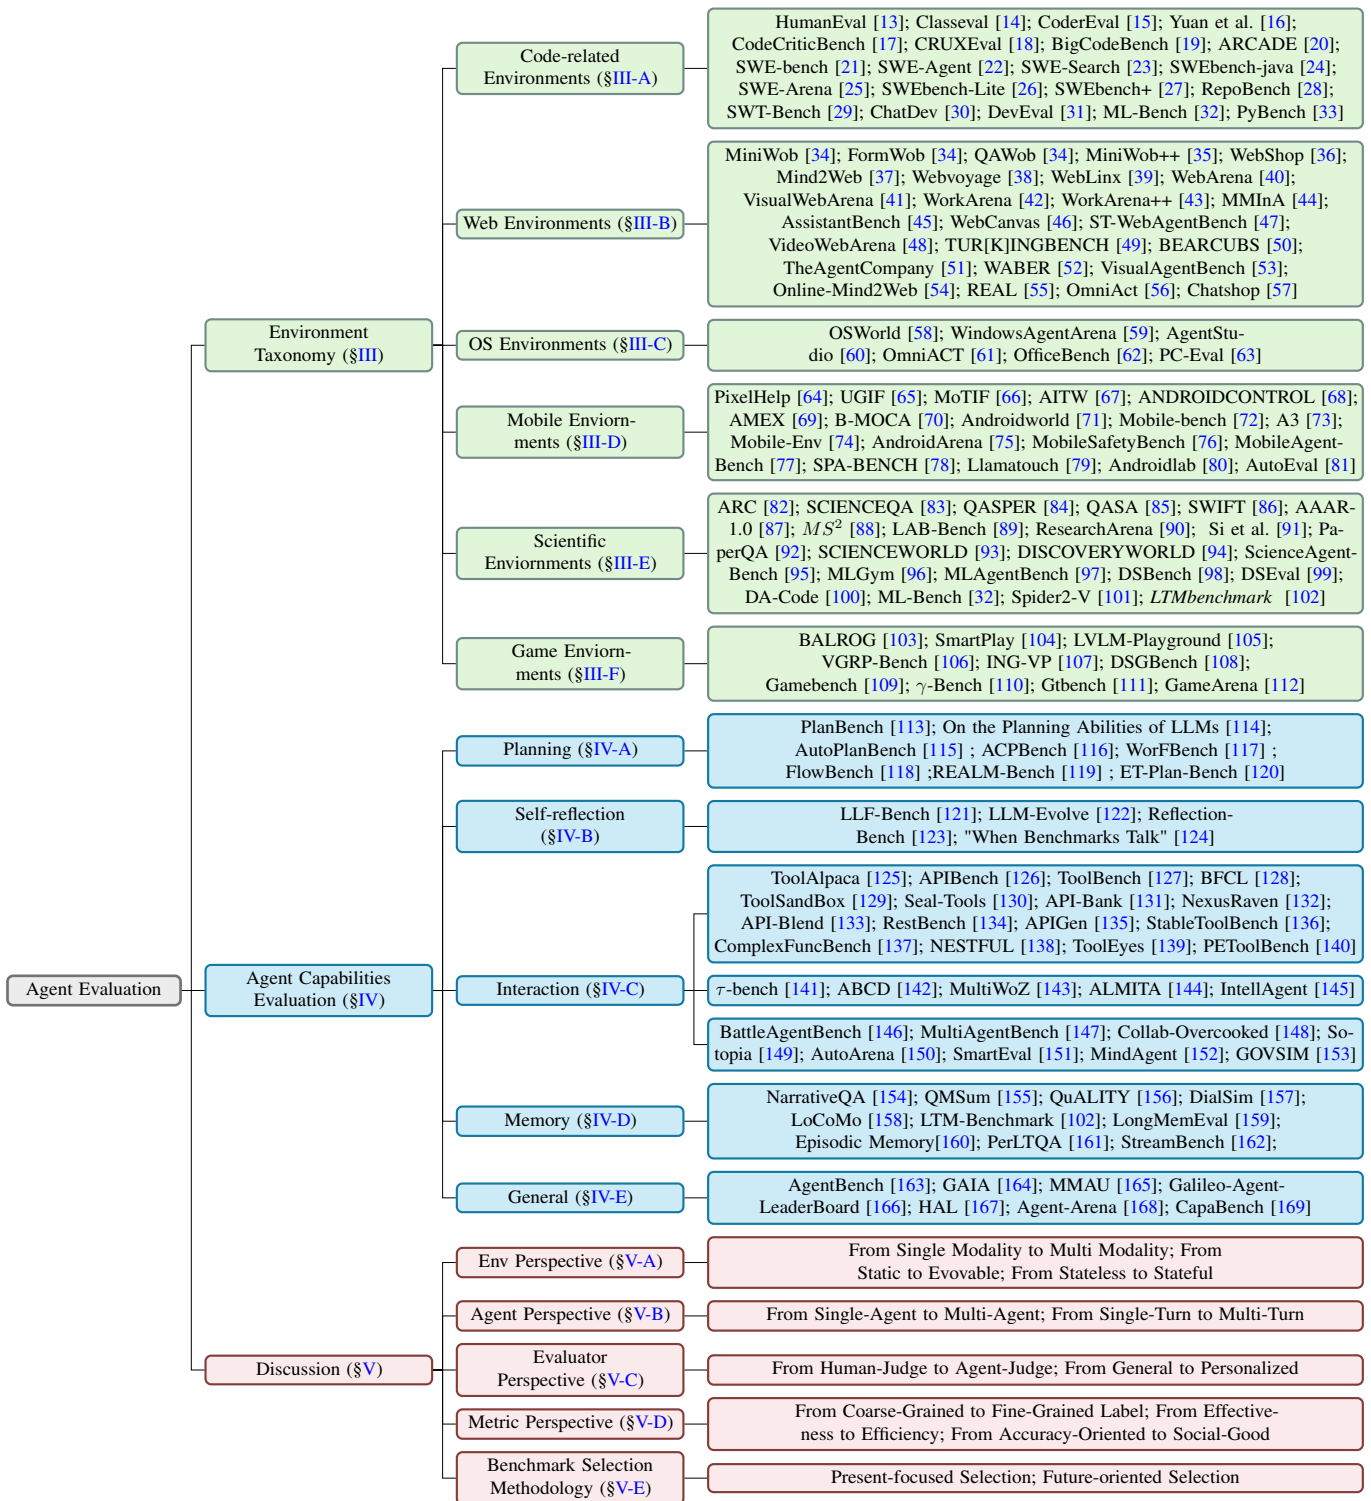 HumanEval [13]; Classeval [14]; CoderEval [15]; Yuan et al. [16];
CodeCriticBench [17]; CRUXEval [18]; BigCodeBench [19]; ARCADE [20];
SWE-bench [21]; SWE-Agent [22]; SWE-Search [23]; SWEbench-java [24];
SWE-Arena [25]; SWEbench-Lite [26]; SWEbench+ [27]; RepoBench [28];
SWT-Bench [29]; ChatDev [30]; DevEval [31]; ML-Bench [32]; PyBench [33]
Code-related
Environments (§III-A)
MiniWob [34]; FormWob [34]; QAWob [34]; MiniWob++ [35]; WebShop [36];
Mind2Web [37]; Webvoyage [38]; WebLinx [39]; WebArena [40];
VisualWebArena [41]; WorkArena [42]; WorkArena++ [43]; MMInA [44];
AssistantBench [45]; WebCanvas [46]; ST-WebAgentBench [47];
VideoWebArena [48]; TUR[K]INGBENCH [49]; BEARCUBS [50];
TheAgentCompany [51]; WABER [52]; VisualAgentBench [53];
Online-Mind2Web [54]; REAL [55]; OmniAct [56]; Chatshop [57]
Web Environments (§III-B)
Environment
Taxonomy (§III)
OS Environments (§III-C)
OSWorld [58]; WindowsAgentArena [59]; AgentStu-
dio [60]; OmniACT [61]; OfficeBench [62]; PC-Eval [63]
Mobile Enviorn-
ments (§III-D)
PixelHelp [64]; UGIF [65]; MoTIF [66]; AITW [67]; ANDROIDCONTROL [68];
AMEX [69]; B-MOCA [70]; Androidworld [71]; Mobile-bench [72]; A3 [73];
Mobile-Env [74]; AndroidArena [75]; MobileSafetyBench [76]; MobileAgent-
Bench [77]; SPA-BENCH [78]; Llamatouch [79]; Androidlab [80]; AutoEval [81]
Scientific
Enviornments (§III-E)
ARC [82]; SCIENCEQA [83]; QASPER [84]; QASA [85]; SWIFT [86]; AAAR-
1.0 [87]; MS² [88]; LAB-Bench [89]; ResearchArena [90]; Si et al. [91]; Pa-
perQA [92]; SCIENCEWORLD [93]; DISCOVERYWORLD [94]; ScienceAgent-
Bench [95]; MLGym [96]; MLAgentBench [97]; DSBench [98]; DSEval [99];
DA-Code [100]; ML-Bench [32]; Spider2-V [101]; LTMbenchmark [102]
Game Enviorn-
ments (§III-F)
BALROG [103]; SmartPlay [104]; LVLM-Playground [105];
VGRP-Bench [106]; ING-VP [107]; DSGBench [108];
Gamebench [109]; γ-Bench [110]; Gtbench [111]; GameArena [112]
Planning (§IV-A)
PlanBench [113]; On the Planning Abilities of LLMs [114];
AutoPlanBench [115] ; ACPBench [116]; WorFBench [117] ;
FlowBench [118] ;REALM-Bench [119] ; ET-Plan-Bench [120]
Self-reflection
(§IV-B)
LLF-Bench [121]; LLM-Evolve [122]; Reflection-
Bench [123]; "When Benchmarks Talk" [124]
ToolAlpaca [125]; APIBench [126]; ToolBench [127]; BFCL [128];
ToolSandBox [129]; Seal-Tools [130]; API-Bank [131]; NexusRaven [132];
API-Blend [133]; RestBench [134]; APIGen [135]; StableToolBench [136];
ComplexFuncBench [137]; NESTFUL [138]; ToolEyes [139]; PEToolBench [140]
Agent Evaluation
Agent Capabilities
Evaluation (§IV)
Interaction (§IV-C)
τ-bench [141]; ABCD [142]; MultiWoZ [143]; ALMITA [144]; IntellAgent [145]
BattleAgentBench [146]; MultiAgentBench [147]; Collab-Overcooked [148]; So-
topia [149]; AutoArena [150]; SmartEval [151]; MindAgent [152]; GOVSIM [153]
Memory (§IV-D)
NarrativeQA [154]; QMSum [155]; QuALITY [156]; DialSim [157];
LoCoMo [158]; LTM-Benchmark [102]; LongMemEval [159];
Episodic Memory[160]; PerLTQA [161]; StreamBench [162];
General (§IV-E)
AgentBench [163]; GAIA [164]; MMAU [165]; Galileo-Agent-
LeaderBoard [166]; HAL [167]; Agent-Arena [168]; CapaBench [169]
Env Perspective (§V-A)
From Single Modality to Multi Modality; From
Static to Evovable; From Stateless to Stateful
Agent Perspective (§V-B)
From Single-Agent to Multi-Agent; From Single-Turn to Multi-Turn
Discussion (§V)
Evaluator
Perspective (§V-C)
From Human-Judge to Agent-Judge; From General to Personalized
Metric Perspective (§V-D)
From Coarse-Grained to Fine-Grained Label; From Effective-
ness to Efficiency; From Accuracy-Oriented to Social-Good
Benchmark Selection
Methodology (§V-E)
Present-focused Selection; Future-oriented Selection